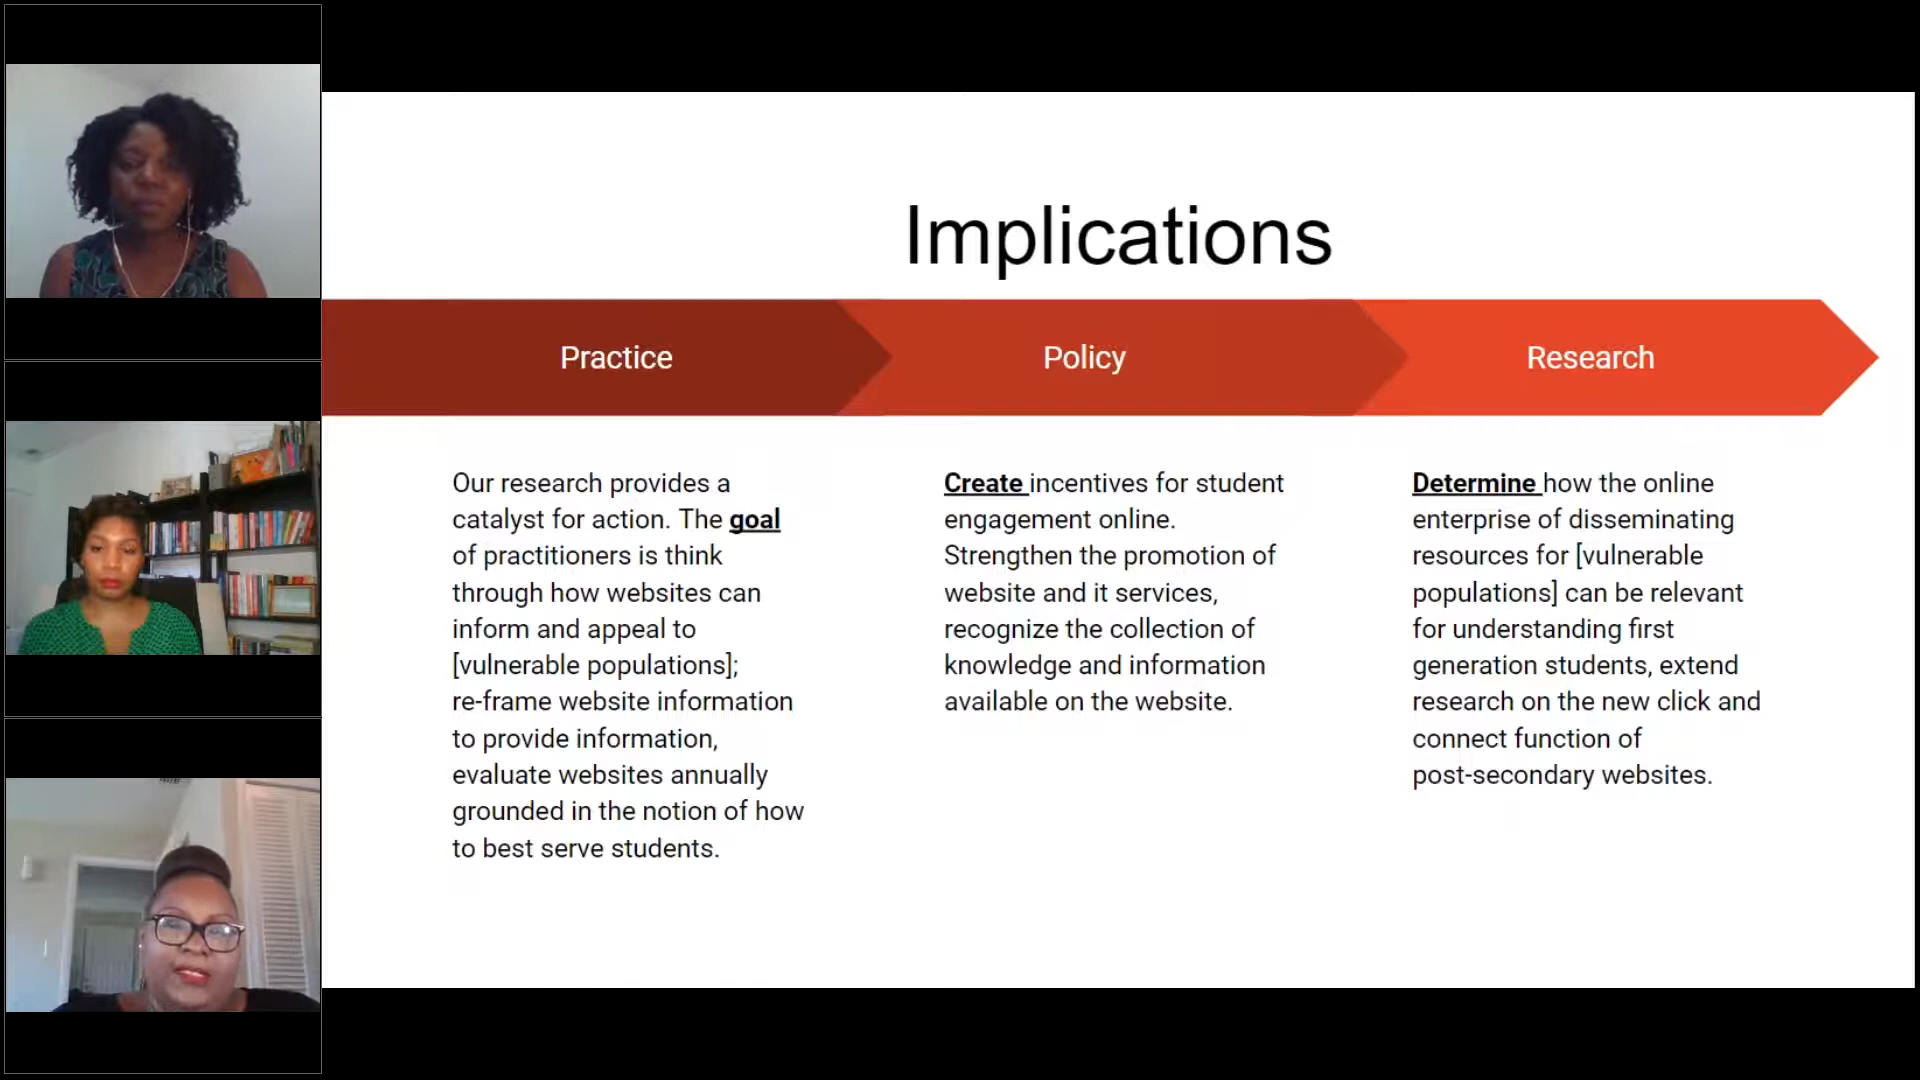 Implications
Practice
Policy
Research
Our research provides a
catalyst for action. The goal
of practitioners is think
through how websites can
inform and appeal to
[vulnerable populations];
re-frame website information
to provide information,
evaluate websites annually
grounded in the notion of how
to best serve students.
Create incentives for student
engagement online.
Strengthen the promotion of
website and it services,
recognize the collection of
knowledge and information
available on the website.
Determine how the online
enterprise of disseminating
resources for [vulnerable
populations] can be relevant
for understanding first
generation students, extend
research on the new click and
connect function of
post-secondary websites.